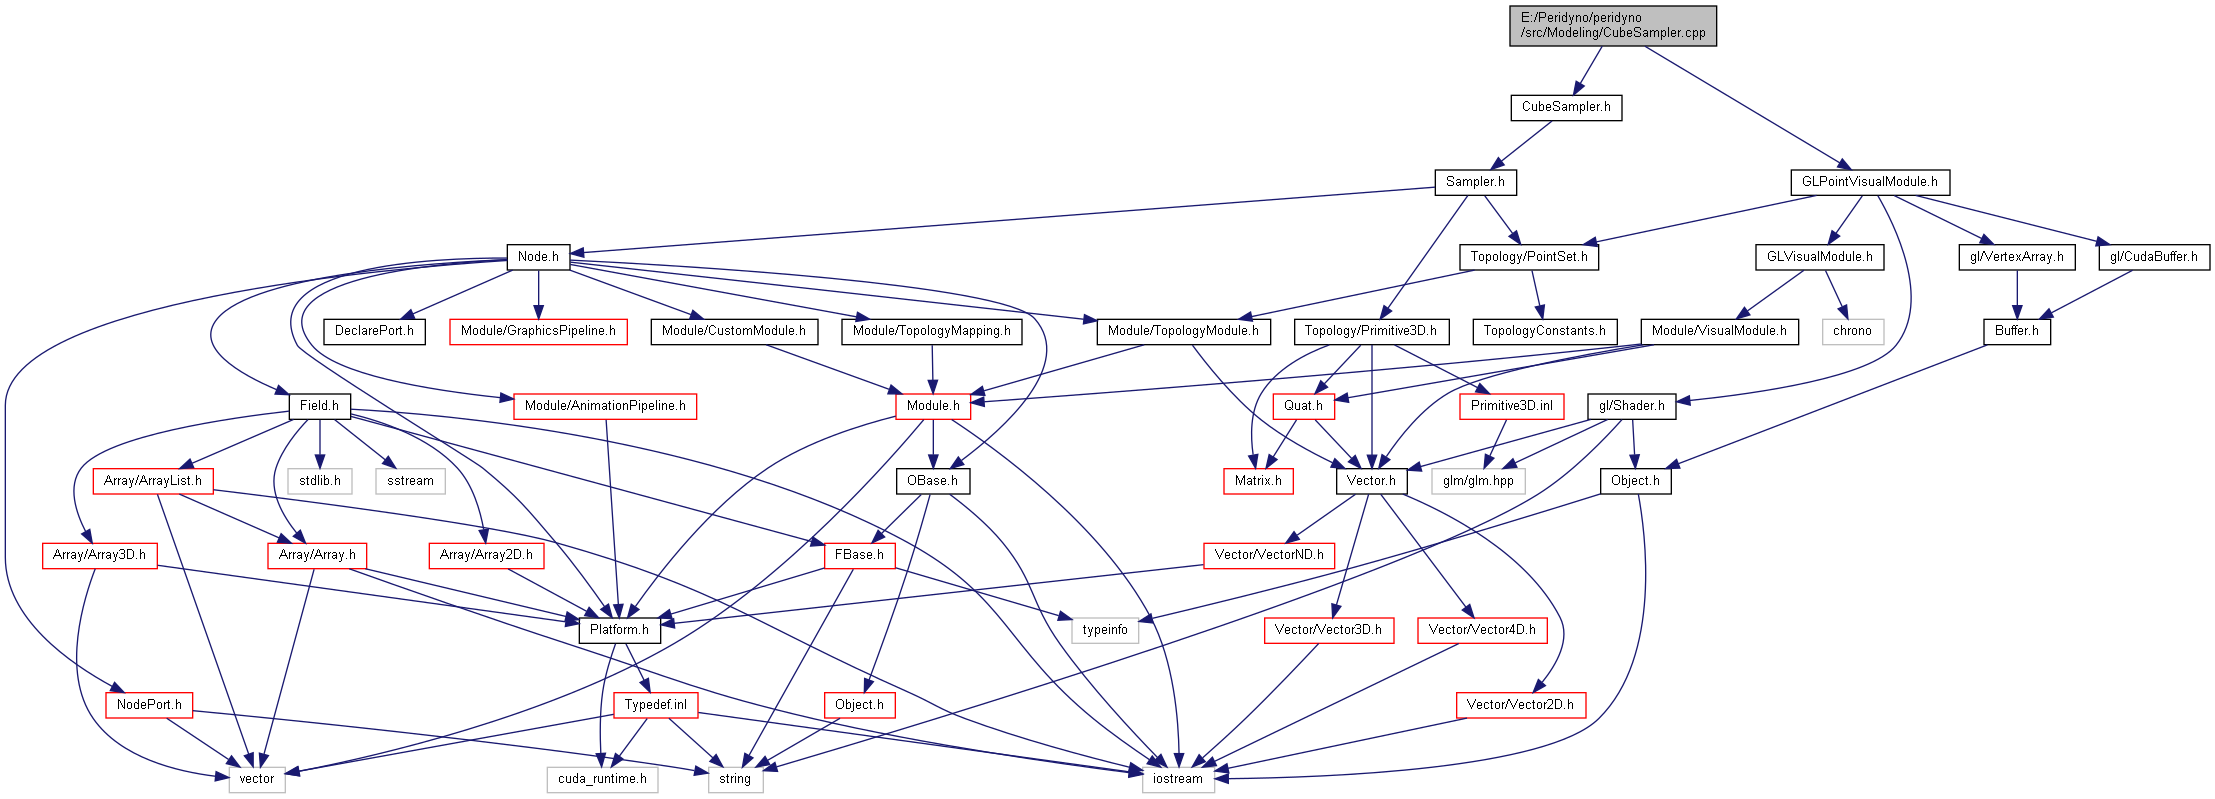 E:/Peridyno/peridyno
/src/Modeling/CubeSampler.cpp
CubeSampler.h
Sampler.h
GLPointVisualModule.h
Node.h
Topology/PointSet.h
GLVisualModule.h
gl/VertexArray.h
gl/CudaBuffer.h
DeclarePort.h
Module/GraphicsPipeline.h
Module/CustomModule.h
Module/TopologyMapping.h
Module/TopologyModule.h
Topology/Primitive3D.h
TopologyConstants.h
Module/VisualModule.h
chrono
Buffer.h
Field.h
Module/AnimationPipeline.h
Module.h
Quat.h
Primitive3D.inl
gl/Shader.h
Array/ArrayList.h
stdlib.h
sstream
OBase.h
Matrix.h
Vector.h
glm/glm.hpp
Object.h
Array/Array3D.h
Array/Array.h
Array/Array2D.h
FBase.h
Vector/VectorND.h
Platform.h
typeinfo
Vector/Vector3D.h
Vector/Vector4D.h
NodePort.h
Typedef.inl
Object.h
Vector/Vector2D.h
vector
cuda_runtime.h
string
iostream